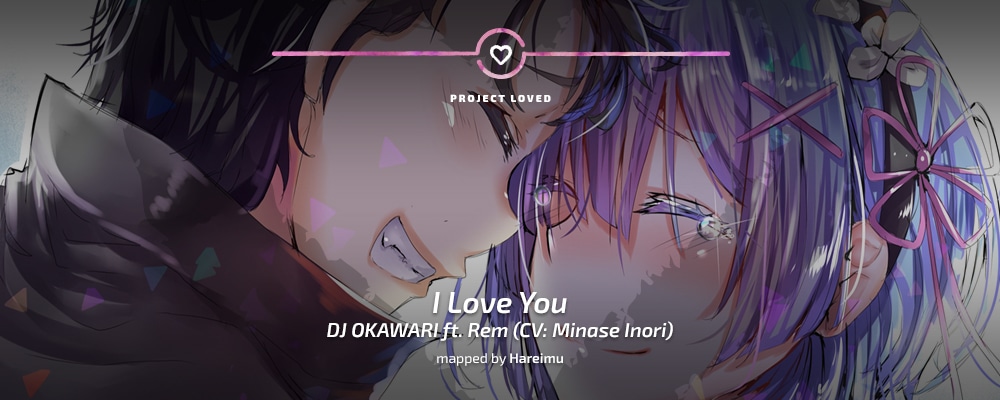 PROJECT LOVED
I Love You
DJ OKAWARI ft. Rem (CV: Minase Inori)
mapped by Hareimu